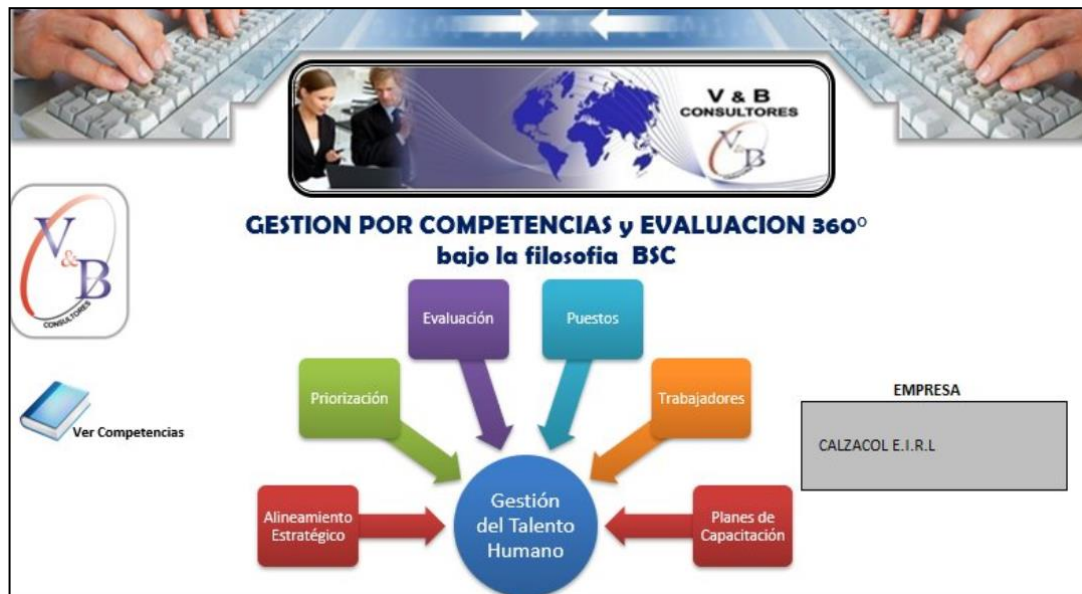 V & B
CONSULTORES
V&B
V
&
B
CONSULTORES
GESTION POR COMPETENCIAS y EVALUACION 360°
bajo la filosofia BSC
Evaluación
Puestos
Priorización
Trabajadores
EMPRESA
Ver Competencias
CALZACOL E.I.R.L
Alineamiento
Estratégico
Gestión
del Talento
Humano
Planes de
Capacitación